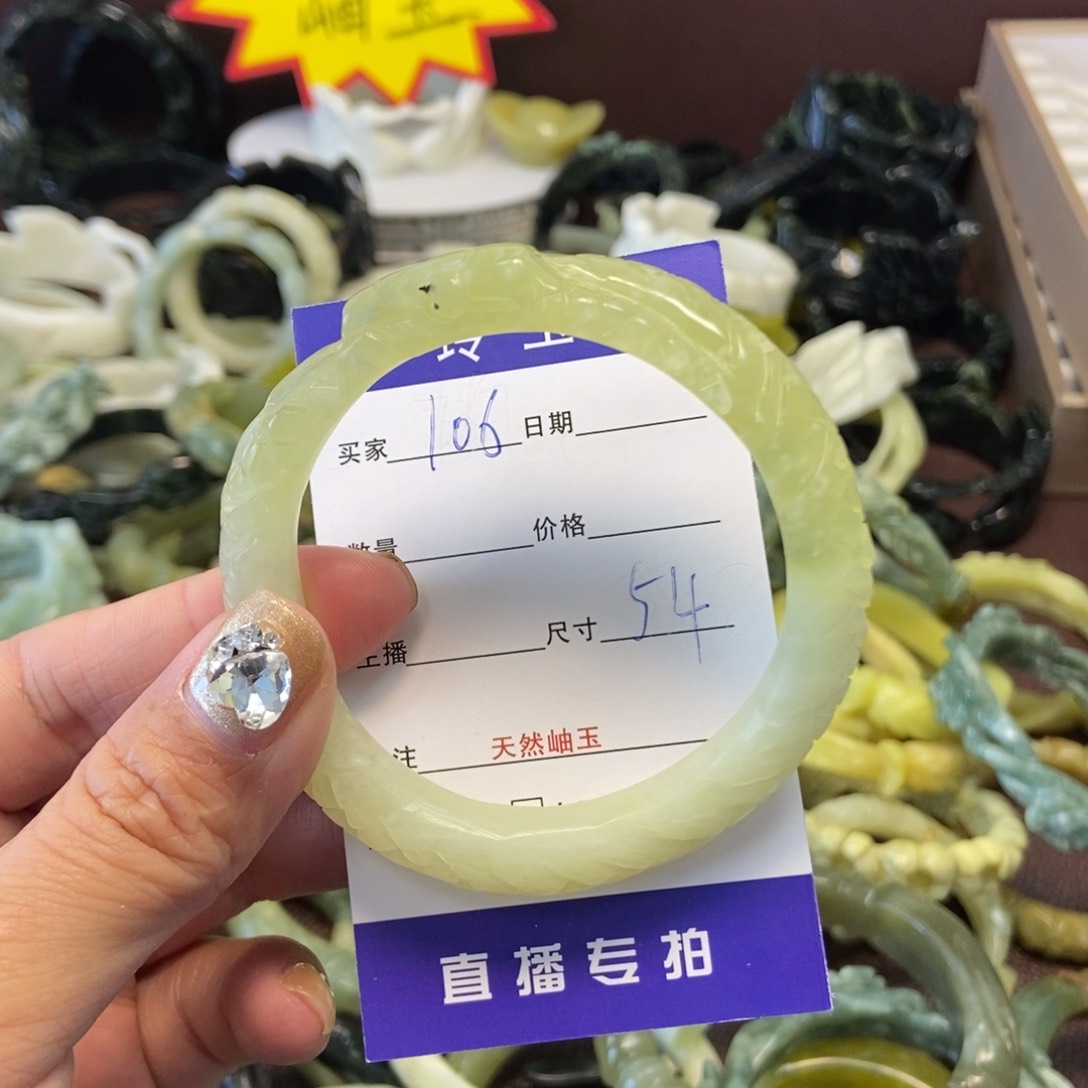 岫玉
买家 106 日期
数量 价格
主播 尺寸 54
注 天然岫玉
直播专拍